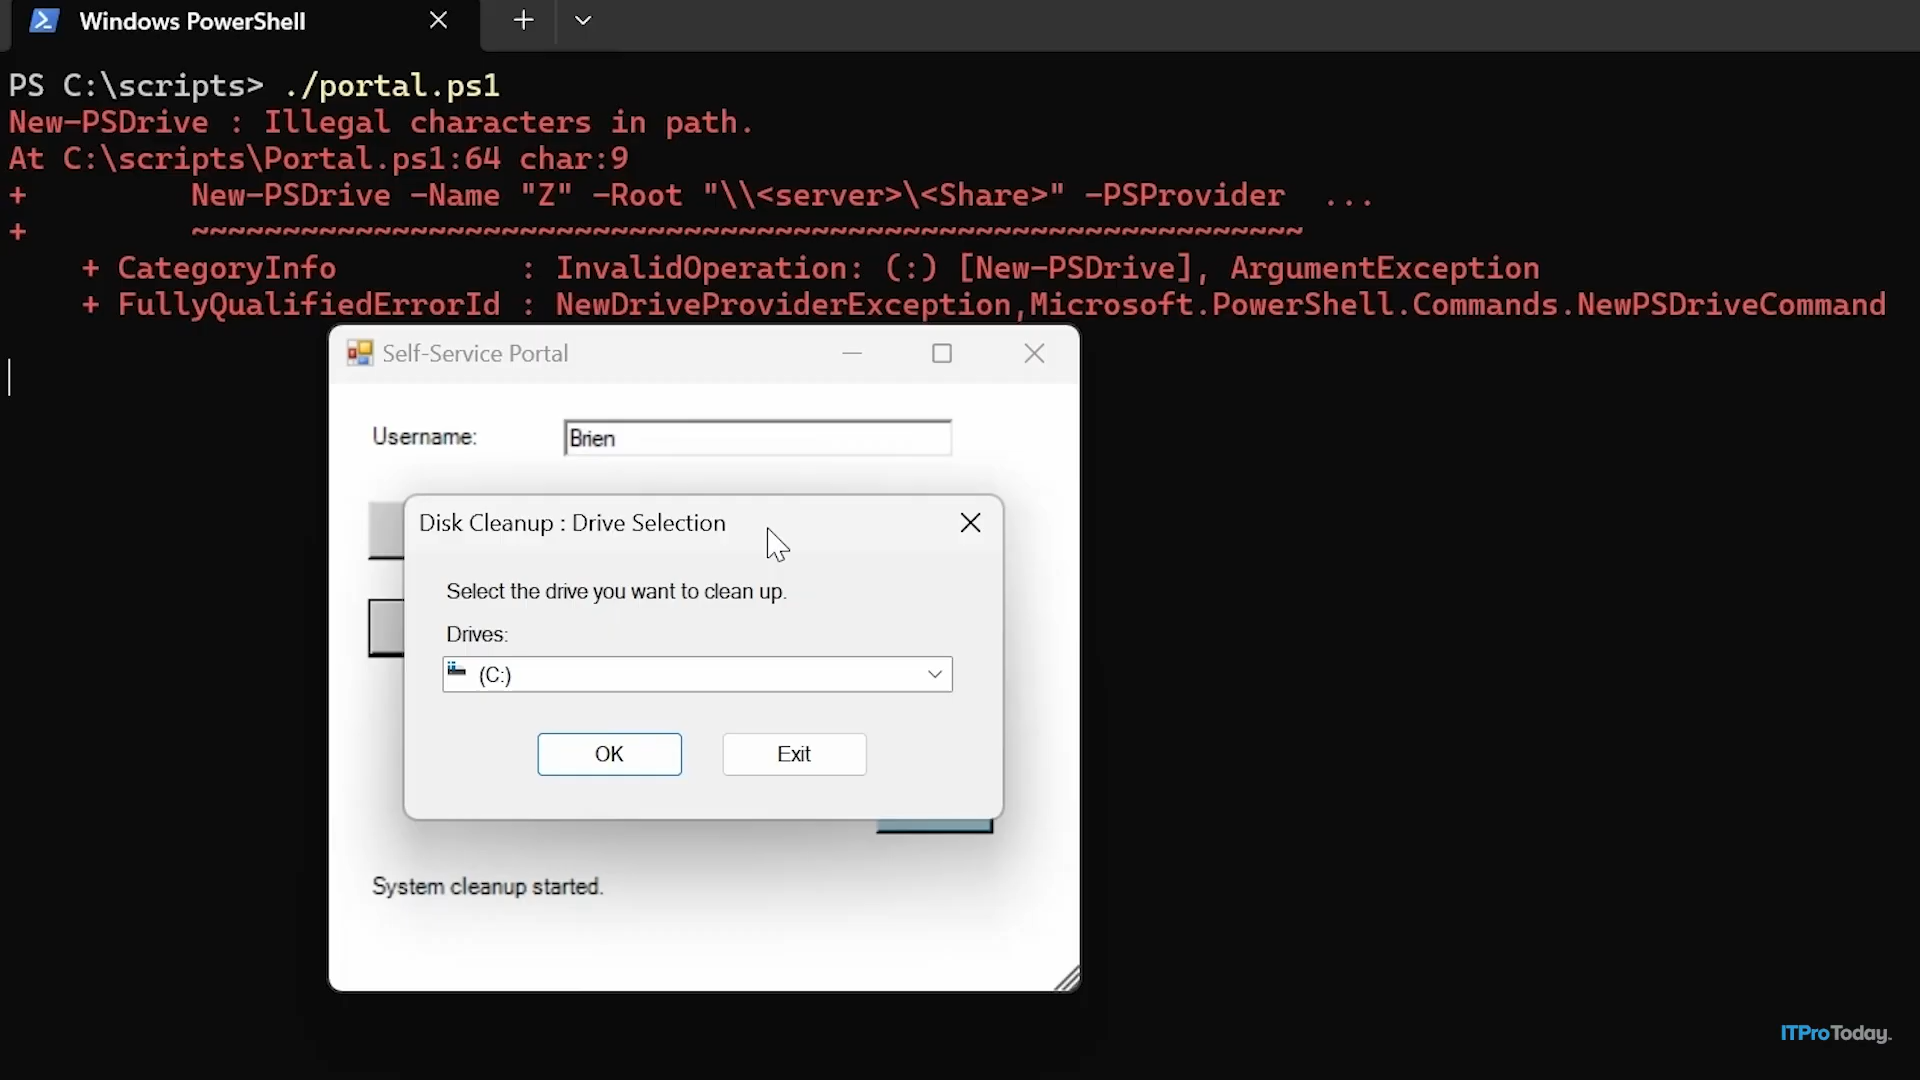 Windows PowerShell
PS C:\scripts> ./portal.ps1
New-PSDrive : Illegal characters in path.
At C:\scripts\Portal.ps1:64 char:9
+         New-PSDrive -Name "Z" -Root "\\<server>\<Share>" -PSProvider  ...
+         ~~~~~~~~~~~~~~~~~~~~~~~~~~~~~~~~~~~~~~~~~~~~~~~~~~~~~~~~~~~~~
    + CategoryInfo          : InvalidOperation: (:) [New-PSDrive], ArgumentException
    + FullyQualifiedErrorId : NewDriveProviderException,Microsoft.PowerShell.Commands.NewPSDriveCommand
Self-Service Portal
Username: Brien
Disk Cleanup : Drive Selection
Select the drive you want to clean up.
Drives:
(C:)
OK Exit
System cleanup started.
ITProToday.